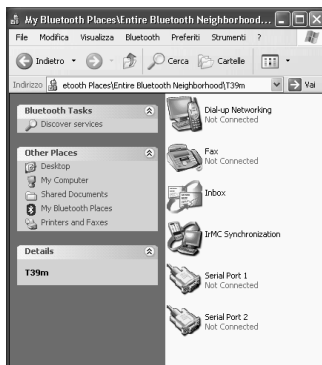 My Bluetooth Places\Entire Bluetooth Neighborhood...
File Modifica Visualizza Bluetooth Preferiti Strumenti ?
Indietro Cerca Cartelle
Indirizzo etooth Places\Entire Bluetooth Neighborhood\T39m Vai
Bluetooth Tasks
Discover services
Other Places
Desktop
My Computer
Shared Documents
My Bluetooth Places
Printers and Faxes
Details
T39m
Dial-up Networking
Not Connected
Fax
Not Connected
Inbox
IrMC Synchronization
Serial Port 1
Not Connected
Serial Port 2
Not Connected